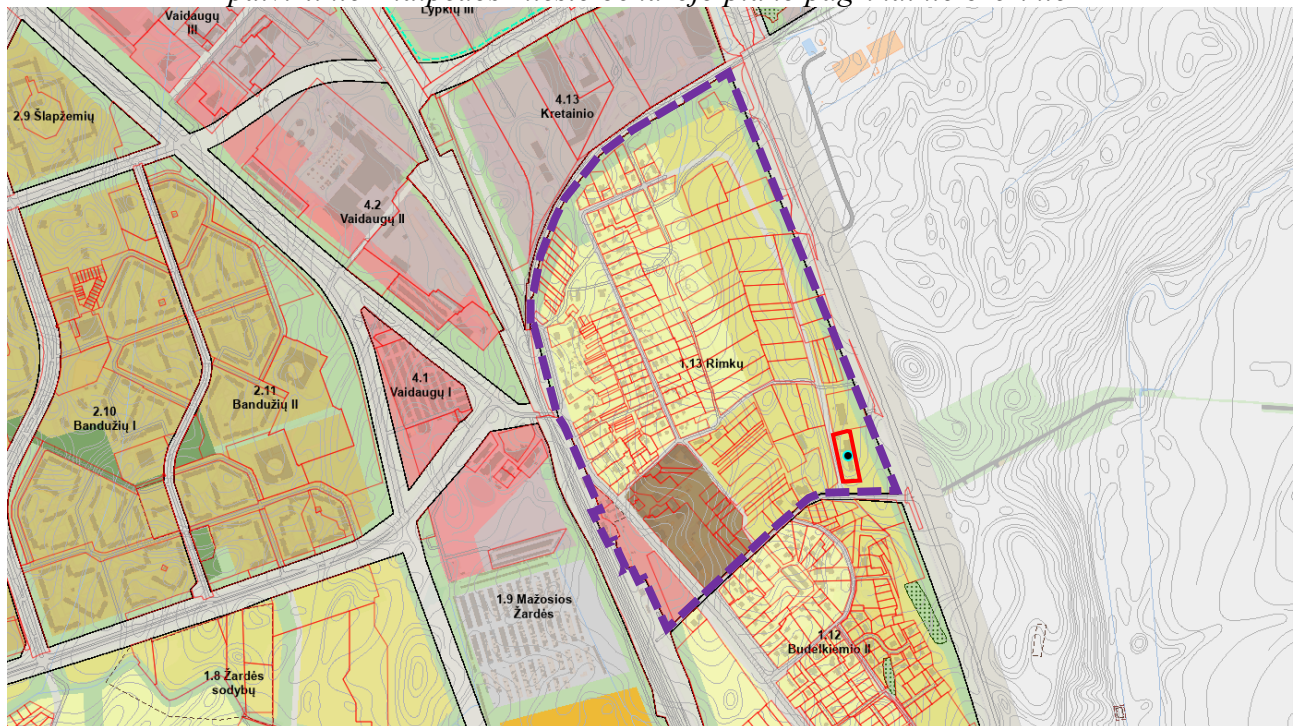 Lypkių III
Vaidaugų
III
4.13
Kretainio
2.9 Šlapžemių
4.2
Vaidaugų II
1.13 Rimkų
4.1
Vaidaugų I
2.11
Bandužių II
2.10
Bandužių I
1.9 Mažosios
Žardės
1.12
Budelkiemio II
1.8 Žardės
sodybų